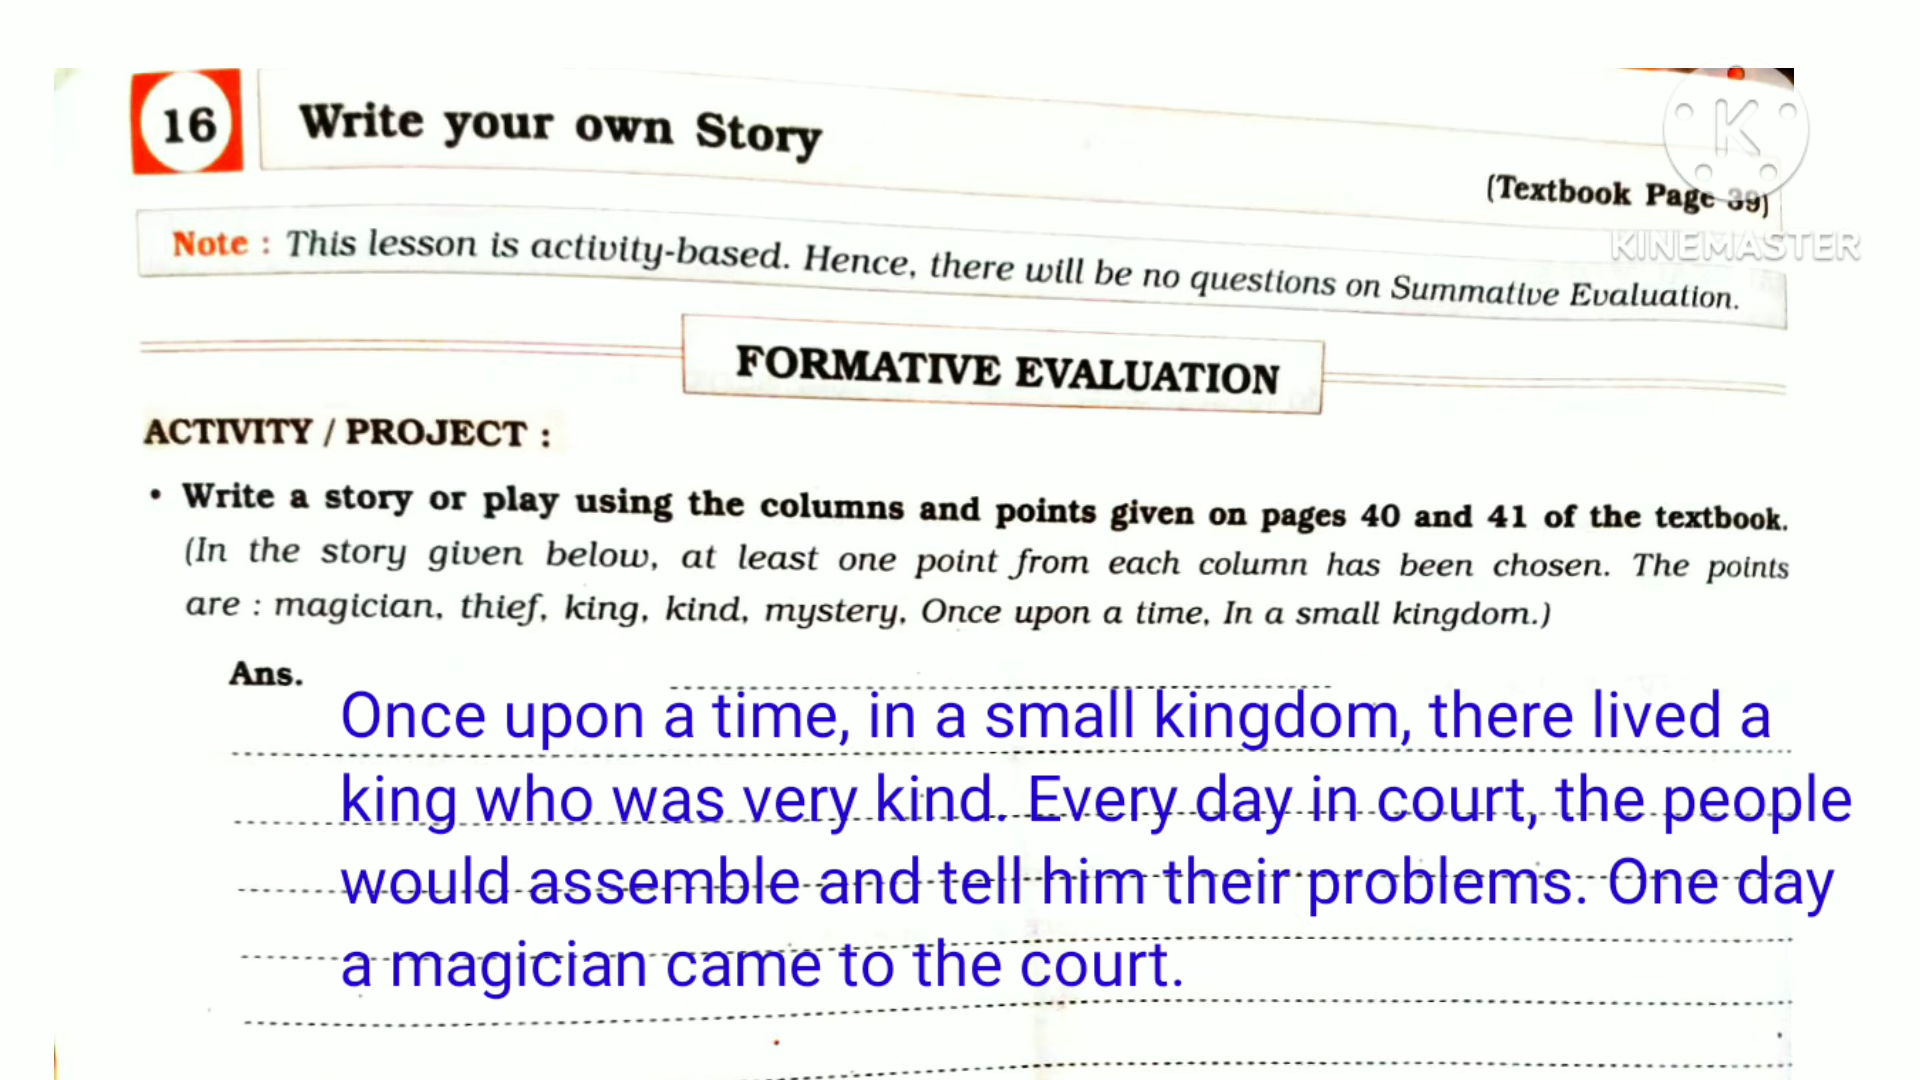 16
Write your own Story
(Textbook Page 39)
KINEMASTER
Note : This lesson is activity-based. Hence, there will be no questions on Summative Evaluation.
FORMATIVE EVALUATION
ACTIVITY / PROJECT :
• Write a story or play using the columns and points given on pages 40 and 41 of the textbook.
(In the story given below, at least one point from each column has been chosen. The points
are : magician, thief, king, kind, mystery, Once upon a time, In a small kingdom.)
Ans.
Once upon a time, in a small kingdom, there lived a
king who was very kind. Every day in court, the people
would assemble and tell him their problems. One day
a magician came to the court.